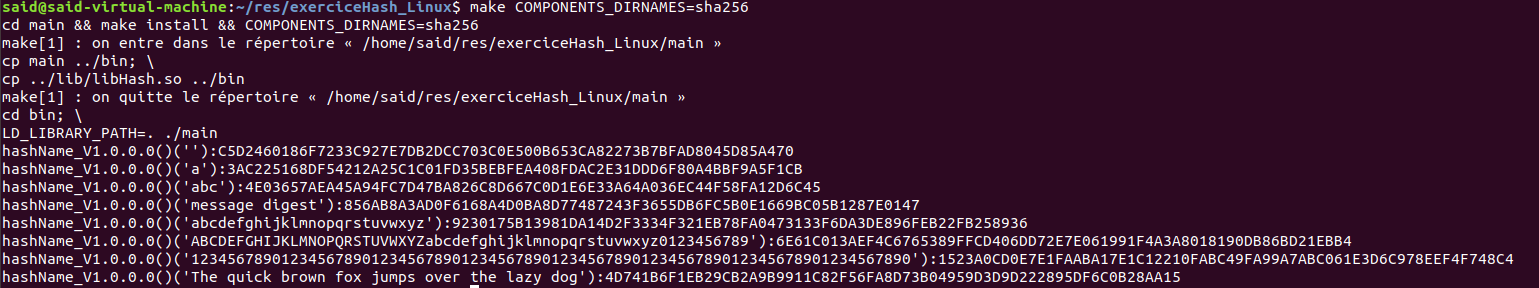 said@said-virtual-machine:~/res/exerciceHash_Linux$ make COMPONENTS_DIRNAMES=sha256
cd main && make install && COMPONENTS_DIRNAMES=sha256
make[1] : on entre dans le répertoire « /home/said/res/exerciceHash_Linux/main »
cp main ../bin; \
cp ../lib/libHash.so ../bin
make[1] : on quitte le répertoire « /home/said/res/exerciceHash_Linux/main »
cd bin; \
LD_LIBRARY_PATH=. ./main
hashName_V1.0.0.0()(''):C5D2460186F7233C927E7DB2DCC703C0E500B653CA82273B7BFAD8045D85A470
hashName_V1.0.0.0()('a'):3AC225168DF54212A25C1C01FD35BEBFEA408FDAC2E31DDD6F80A4BBF9A5F1CB
hashName_V1.0.0.0()('abc'):4E03657AEA45A94FC7D47BA826C8D667C0D1E6E33A64A036EC44F58FA12D6C45
hashName_V1.0.0.0()('message digest'):856AB8A3AD0F6168A4D0BA8D77487243F3655DB6FC5B0E1669BC05B1287E0147
hashName_V1.0.0.0()('abcdefghijklmnopqrstuvwxyz'):9230175B13981DA14D2F3334F321EB78FA0473133F6DA3DE896FEB22FB258936
hashName_V1.0.0.0()('ABCDEFGHIJKLMNOPQRSTUVWXYZabcdefghijklmnopqrstuvwxyz0123456789'):6E61C013AEF4C6765389FFCD406DD72E7E061991F4A3A8018190DB86BD21EBB4
hashName_V1.0.0.0()('12345678901234567890123456789012345678901234567890123456789012345678901234567890'):1523A0CD0E7E1FAABA17E1C12210FABC49FA99A7ABC061E3D6C978EEF4F748C4
hashName_V1.0.0.0()('The quick brown fox jumps over the lazy dog'):4D741B6F1EB29CB2A9B9911C82F56FA8D73B04959D3D9D222895DF6C0B28AA15